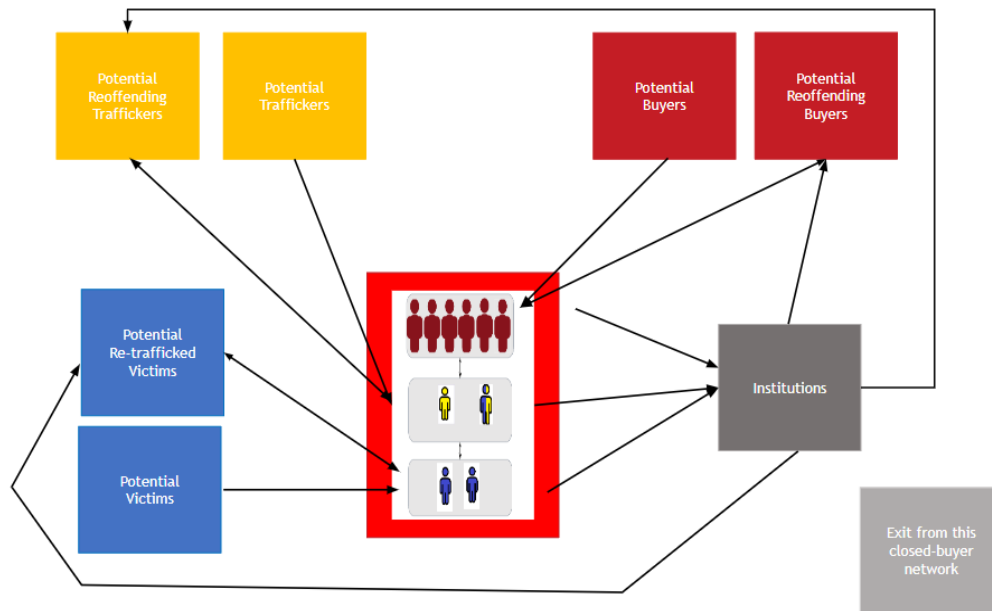 Potential
Reoffending
Traffickers
Potential
Traffickers
Potential
Buyers
Potential
Reoffending
Buyers
Potential
Re-trafficked
Victims
Institutions
Potential
Victims
Exit from this
closed-buyer
network